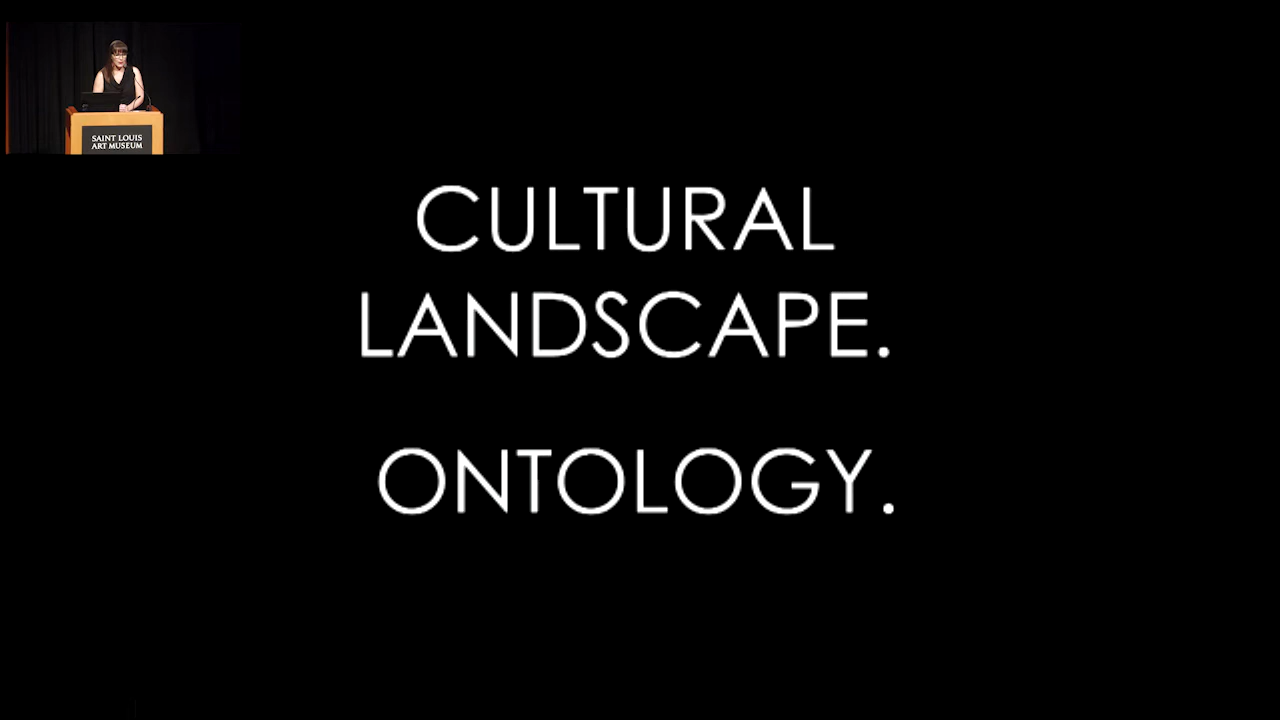 SAINT LOUIS
ART MUSEUM
CULTURAL
LANDSCAPE.
ONTOLOGY.